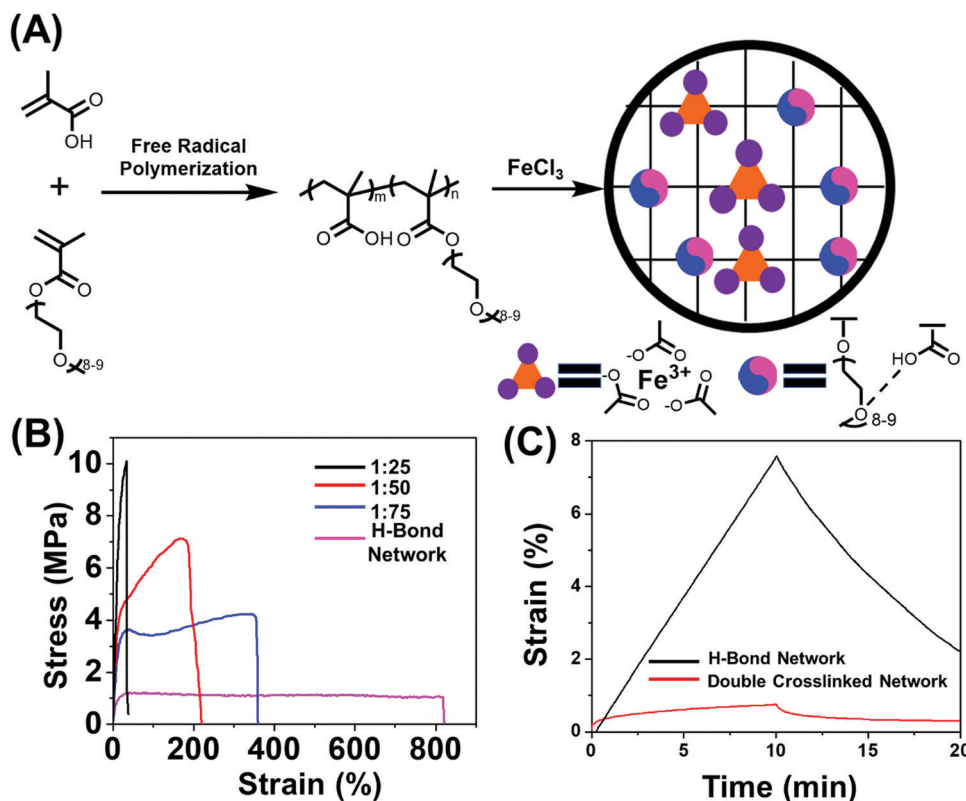 (A)
O
OH
Free Radical
Polymerization
+
O
O
O
8-9
m
n
O
OH
O
O
O
8-9
FeCl3
-O
O
-O
O
Fe3+
-O
O
O
O
8-9
O
HO
(B)
Stress (MPa)
10
8
6
4
2
0
0
200
400
600
800
Strain (%)
1:25
1:50
1:75
H-Bond
Network
(C)
Strain (%)
8
6
4
2
0
0
5
10
15
20
Time (min)
H-Bond Network
Double Crosslinked Network